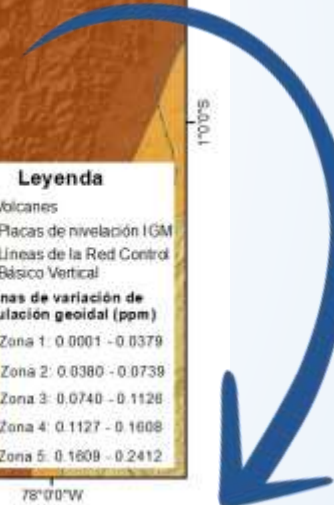 1°0'0"S
Leyenda
Volcanes
Placas de nivelación IGM
Líneas de la Red Control
Básico Vertical
nas de variación de
ulación geoidal (ppm)
Zona 1: 0.0001 - 0.0379
Zona 2: 0.0380 - 0.0739
Zona 3: 0.0740 - 0.1126
Zona 4: 0.1127 - 0.1608
Zona 5: 0.1609 - 0.2412
78°0'0"W